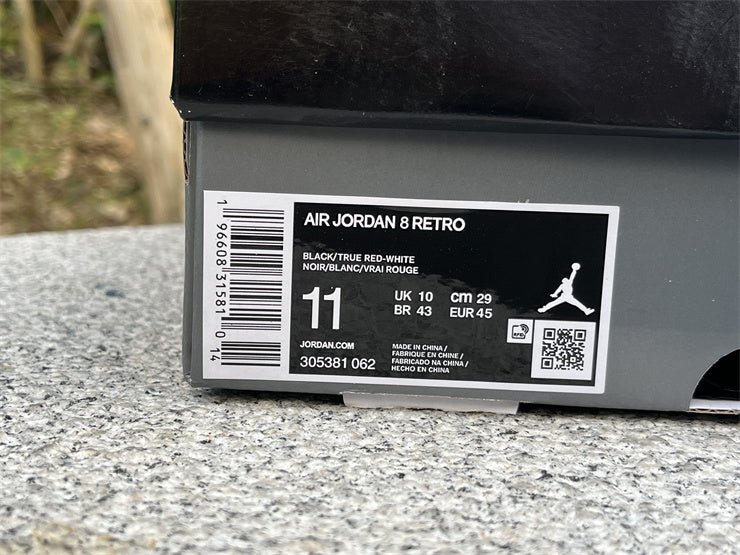 AIR JORDAN 8 RETRO
BLACK/TRUE RED-WHITE
NOIR/BLANC/VRAI ROUGE
11
UK 10 cm 29
BR 43 EUR 45
JORDAN.COM
305381 062
MADE IN CHINA /
FABRIQUE EN CHINE /
FABRICADO NA CHINA /
HECHO EN CHINA
RFID
1 96608 31581 0 14